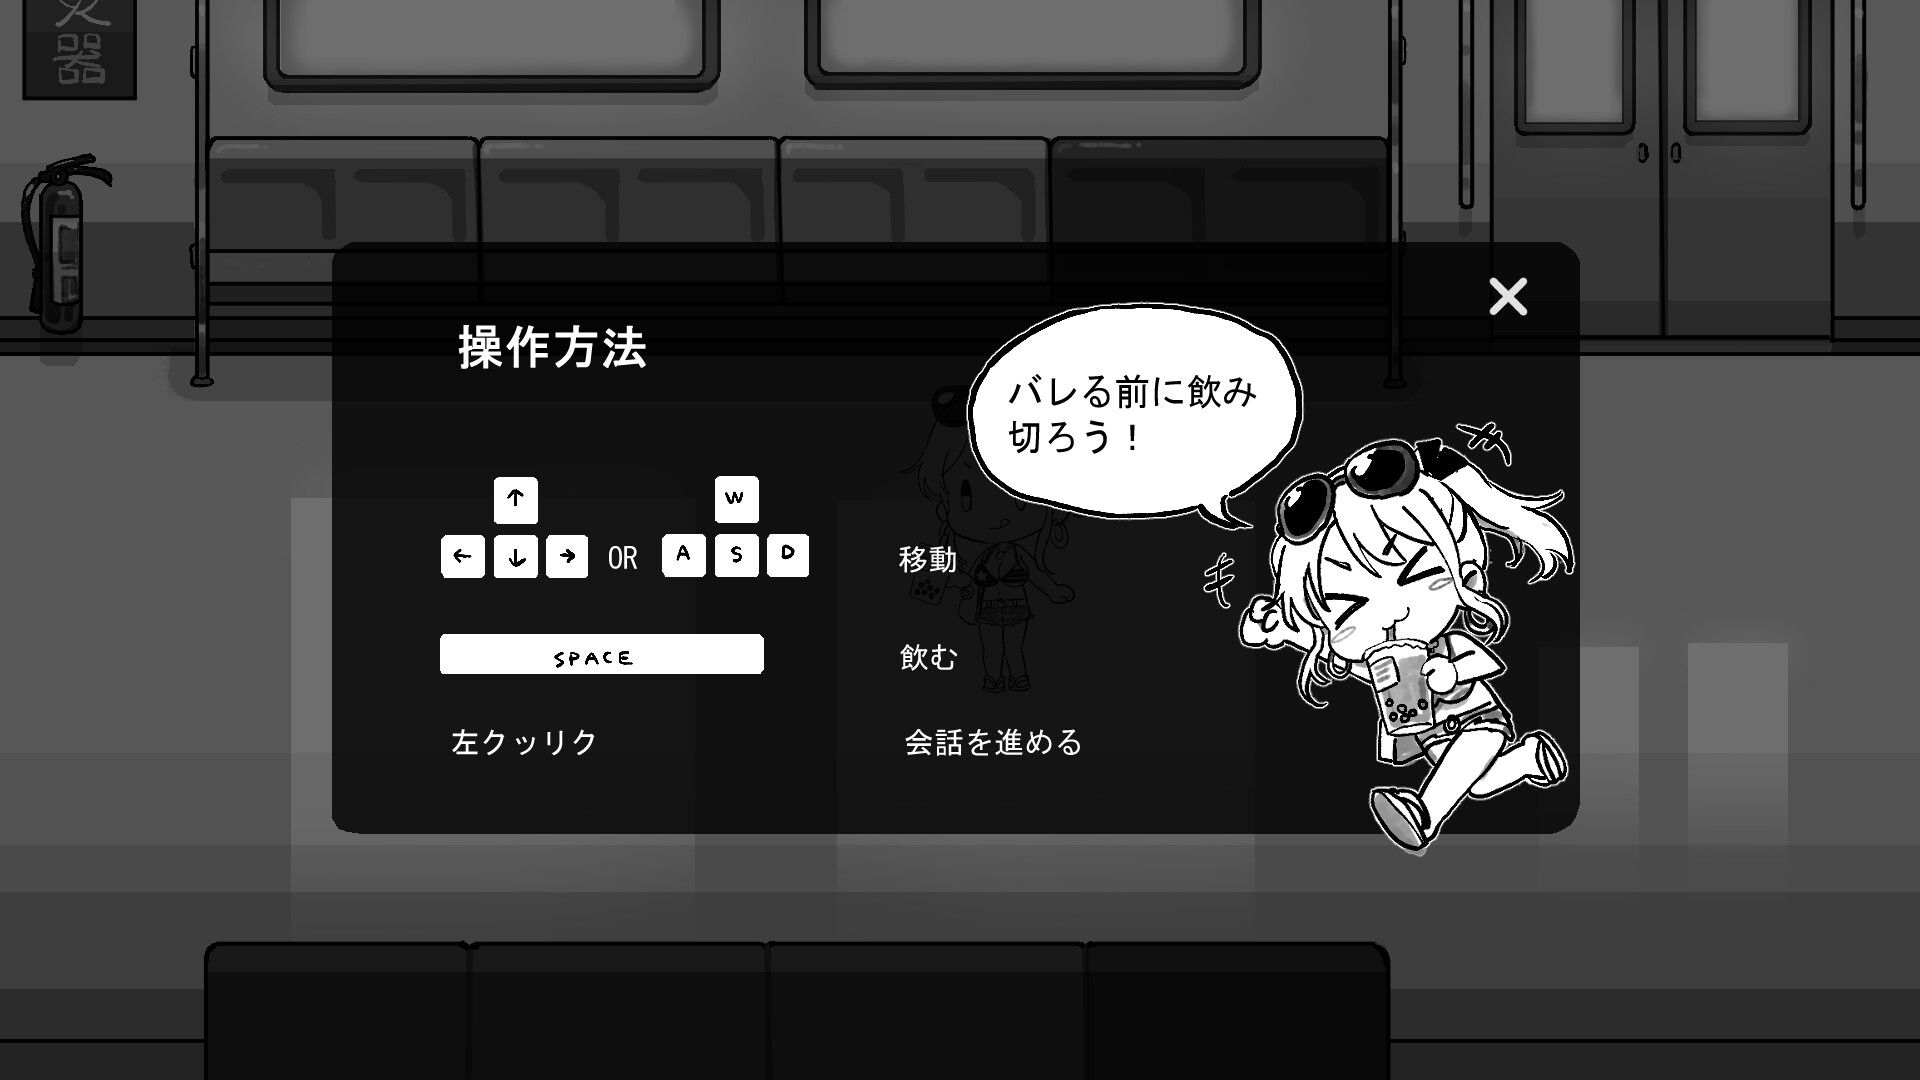 器
操作方法
バレる前に飲み
切ろう！
↑
W
← ↓ → OR A S D
移動
SPACE
飲む
左クッリク
会話を進める